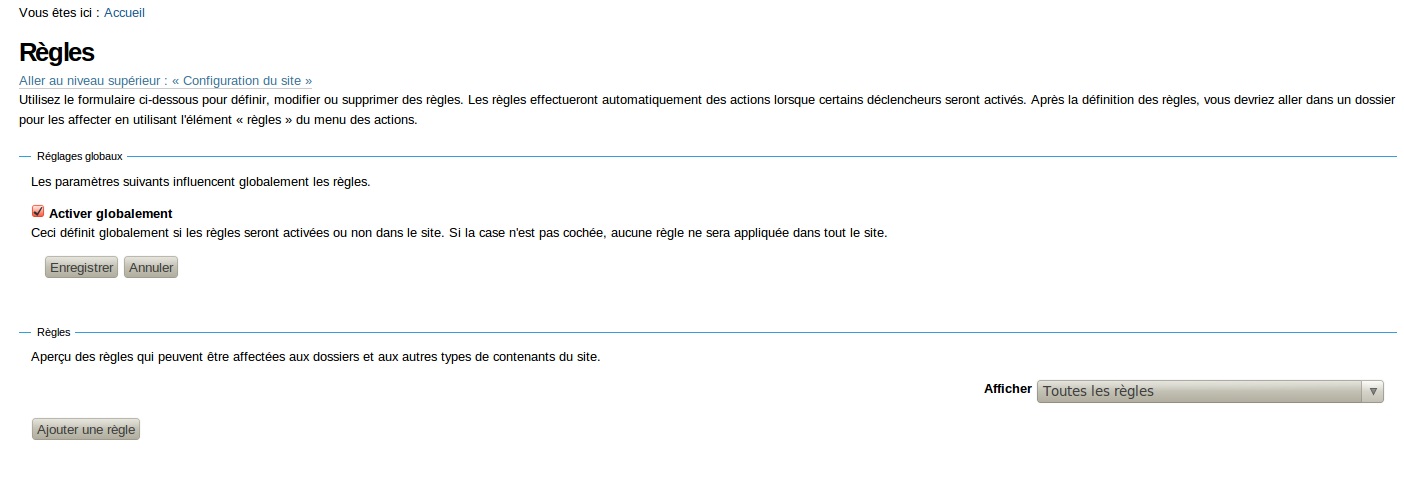 Vous êtes ici : Accueil
Règles
Aller au niveau supérieur : « Configuration du site »
Utilisez le formulaire ci-dessous pour définir, modifier ou supprimer des règles. Les règles effectueront automatiquement des actions lorsque certains déclencheurs seront activés. Après la définition des règles, vous devriez aller dans un dossier
pour les affecter en utilisant l'élément « règles » du menu des actions.
Réglages globaux
Les paramètres suivants influencent globalement les règles.
Activer globalement
Ceci définit globalement si les règles seront activées ou non dans le site. Si la case n'est pas cochée, aucune règle ne sera appliquée dans tout le site.
Enregistrer Annuler
Règles
Aperçu des règles qui peuvent être affectées aux dossiers et aux autres types de contenants du site.
Afficher Toutes les règles
Ajouter une règle